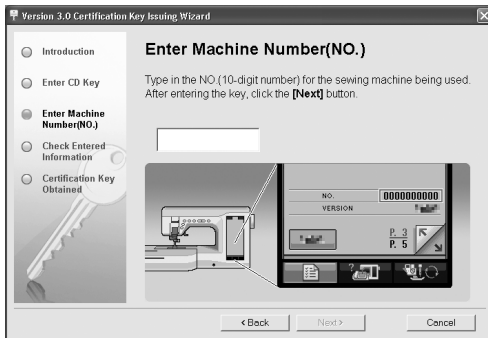 Version 3.0 Certification Key Issuing Wizard
Introduction
Enter CD Key
Enter Machine
Number(NO.)
Check Entered
Information
Certification Key
Obtained
Enter Machine Number(NO.)
Type in the NO.(10-digit number) for the sewing machine being used.
After entering the key, click the [Next] button.
NO. 0000000000
VERSION
P. 3
P. 5
?
< Back Next > Cancel